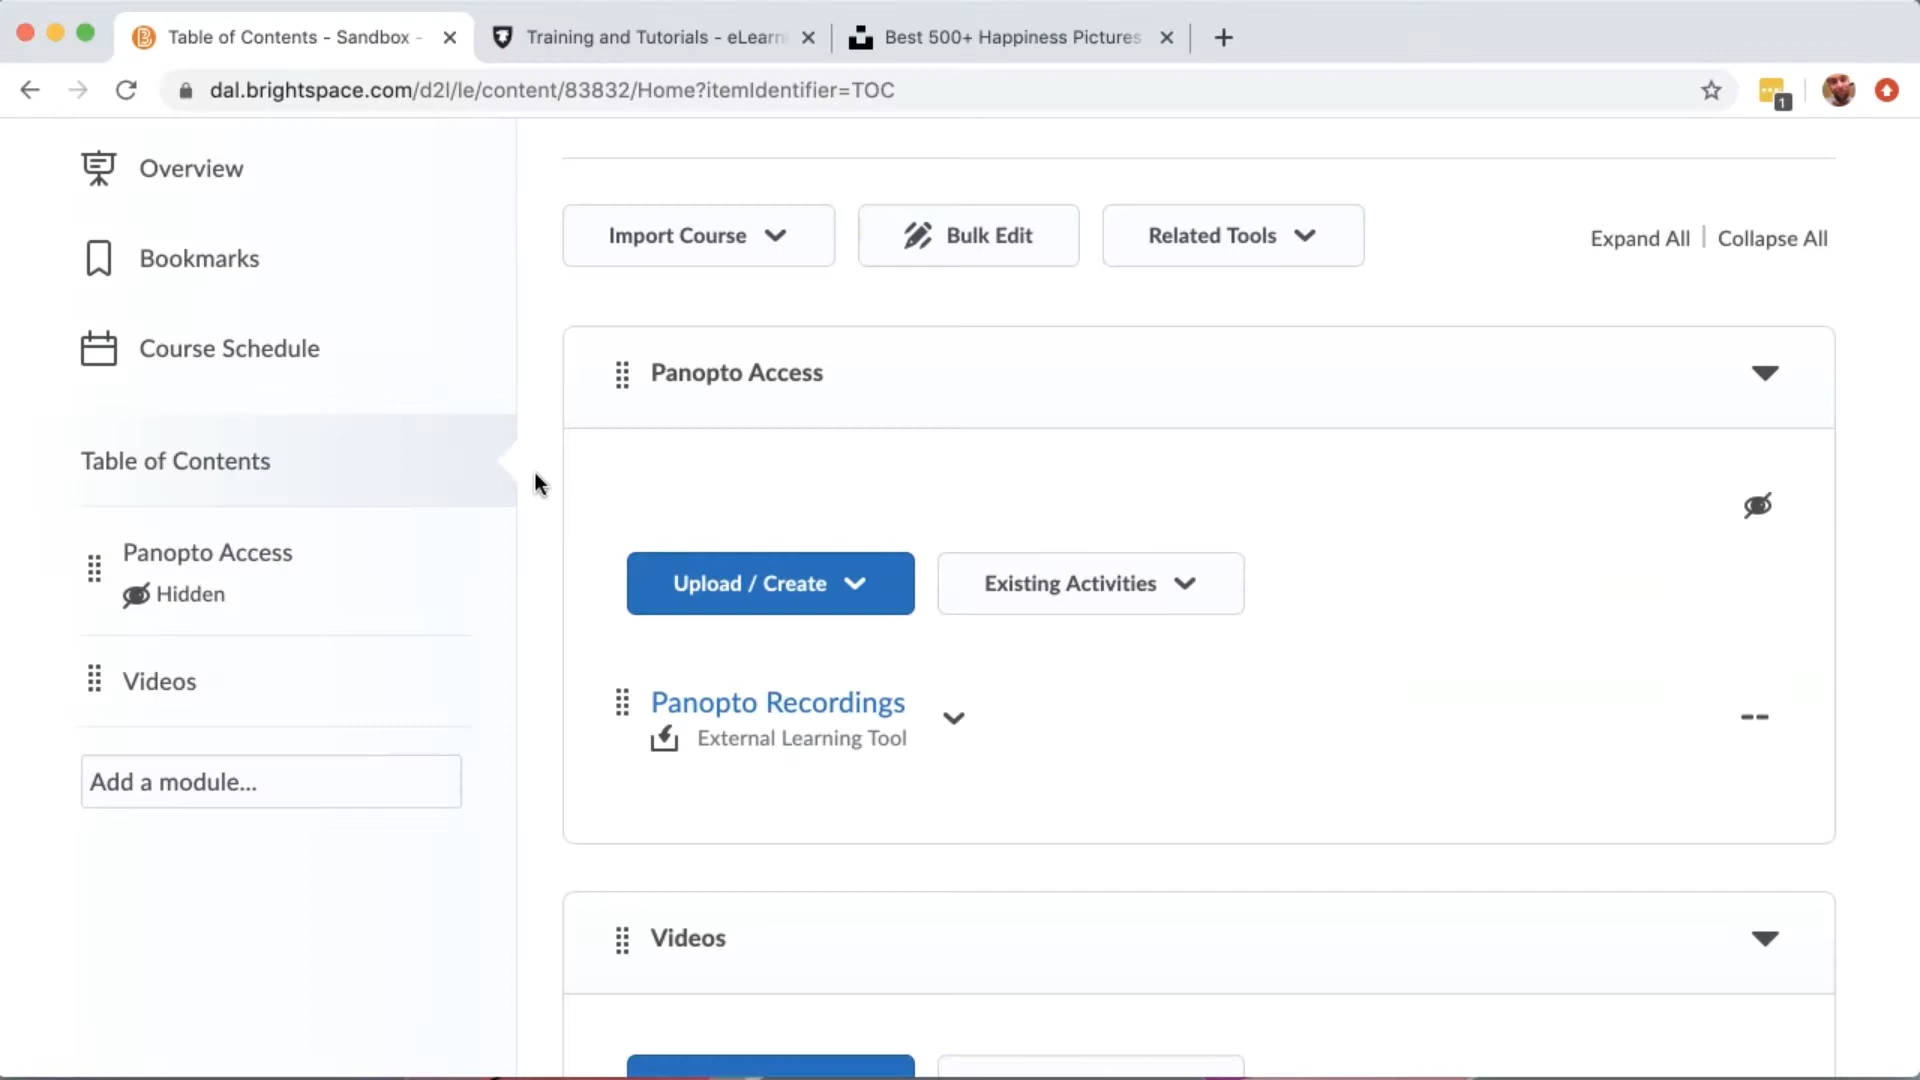 Table of Contents - Sandbox -
Training and Tutorials - eLearn
Best 500+ Happiness Pictures
dal.brightspace.com/d2l/le/content/83832/Home?itemIdentifier=TOC
1
Overview
Bookmarks
Course Schedule
Table of Contents
Panopto Access
Hidden
Videos
Add a module...
Import Course
Bulk Edit
Related Tools
Expand All | Collapse All
Panopto Access
Upload / Create
Existing Activities
Panopto Recordings
External Learning Tool
--
Videos